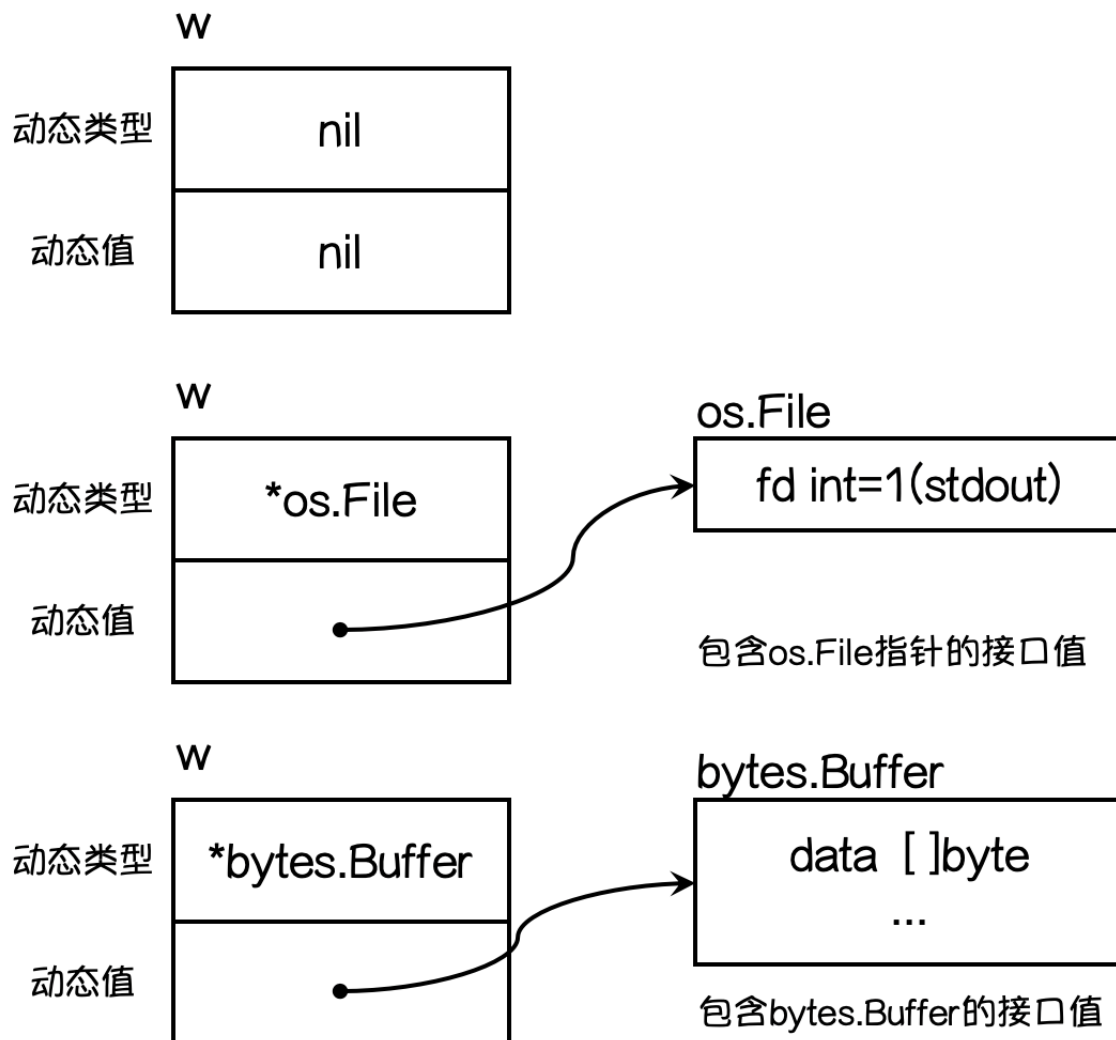 w
动态类型 nil
动态值 nil
w
os.File
动态类型 *os.File fd int=1(stdout)
动态值
包含os.File指针的接口值
w
bytes.Buffer
动态类型 *bytes.Buffer data [ ]byte
...
动态值
包含bytes.Buffer的接口值